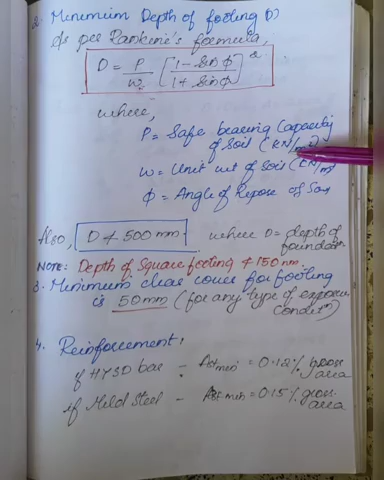 2. Minimum Depth of footing (D)
As per Rankine's formula,
D = P/w [1 - Sin φ / 1 + Sin φ]²
where,
P = Safe bearing Capacity
of soil (KN/m²)
w = Unit wt of soil (KN/m³)
φ = Angle of Repose of Soil
Also, D ≮ 500 mm where D = depth of
NOTE: Depth of Square footing ≮ 150 mm.
3. Minimum clear cover for footing
is 50mm (for any type of exposure
condit")
4. Reinforcement,
if HYSD bar - Ast min = 0.12% gross
area
if Mild Steel - Ast min = 0.15% gross
area